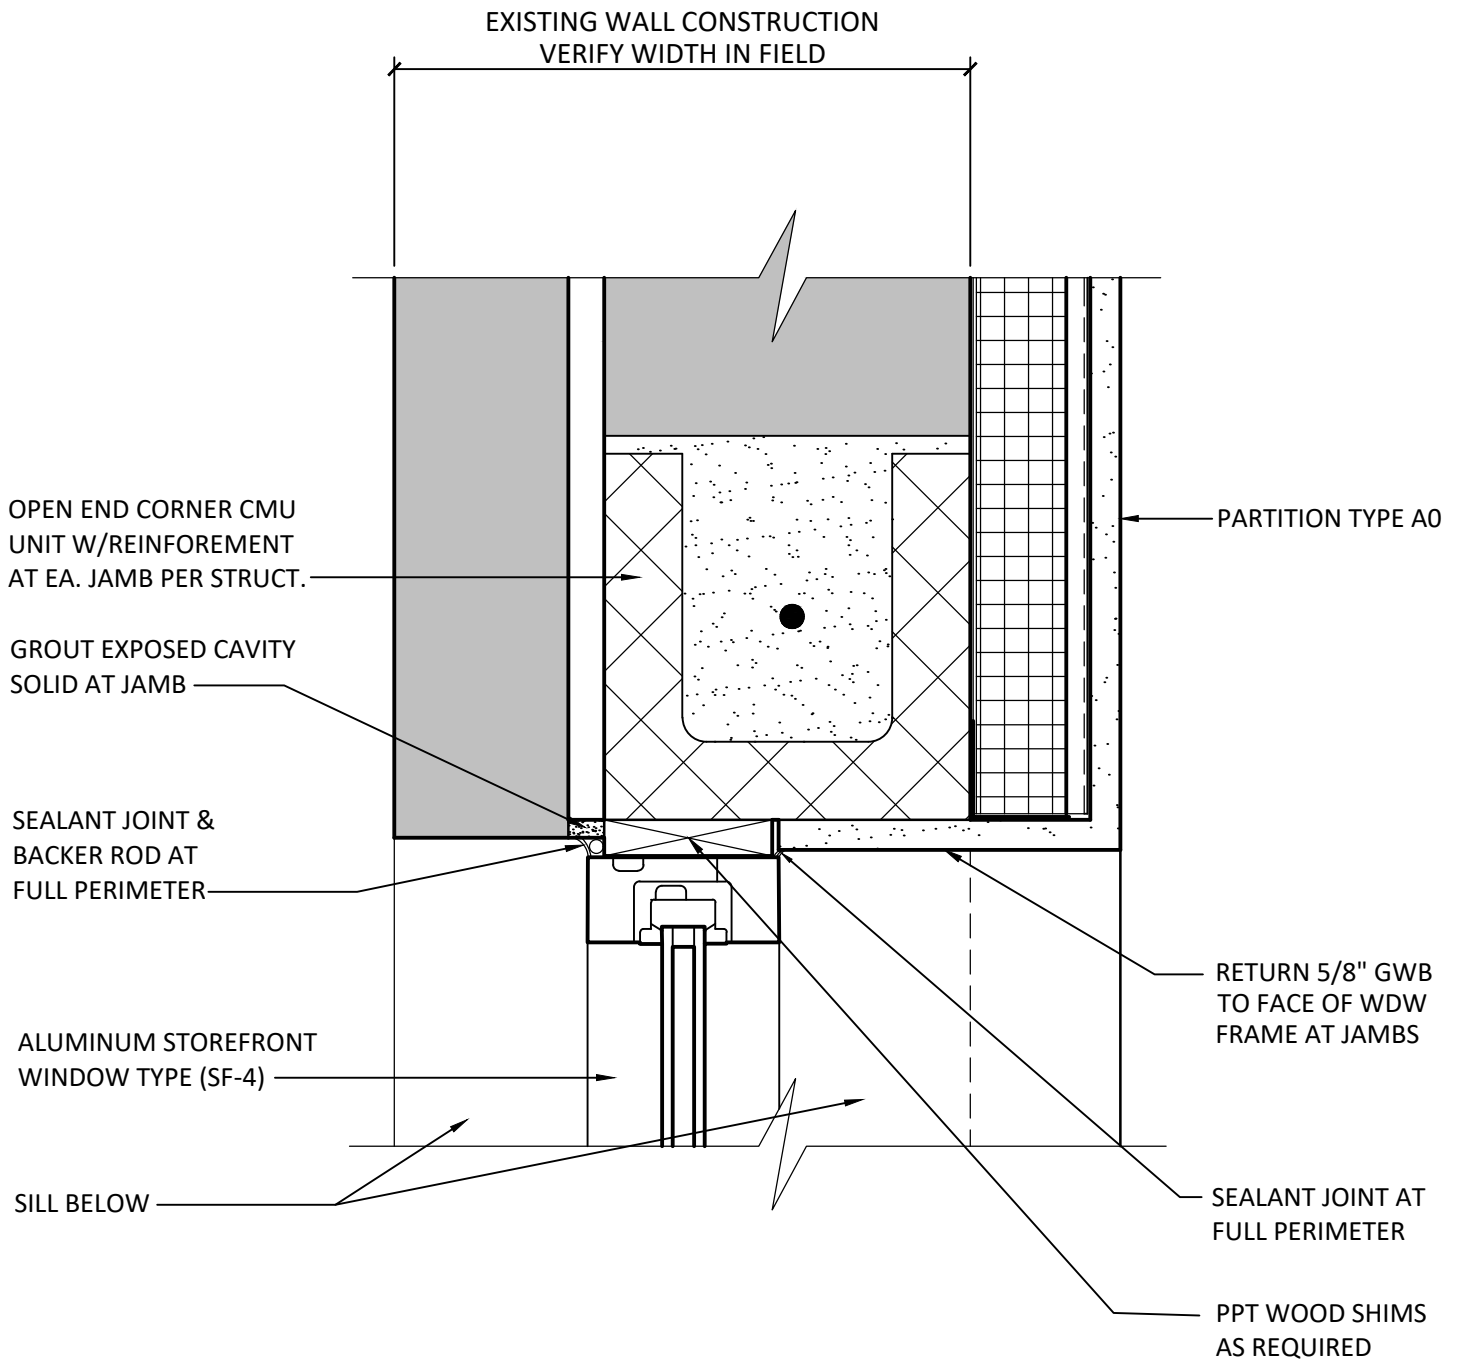 EXISTING WALL CONSTRUCTION
VERIFY WIDTH IN FIELD
OPEN END CORNER CMU
UNIT W/REINFOREMENT
AT EA. JAMB PER STRUCT.
PARTITION TYPE A0
GROUT EXPOSED CAVITY
SOLID AT JAMB
SEALANT JOINT &
BACKER ROD AT
FULL PERIMETER
RETURN 5/8" GWB
TO FACE OF WDW
FRAME AT JAMBS
ALUMINUM STOREFRONT
WINDOW TYPE (SF-4)
SILL BELOW
SEALANT JOINT AT
FULL PERIMETER
PPT WOOD SHIMS
AS REQUIRED